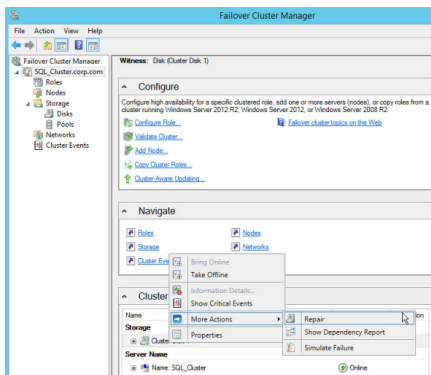 Failover Cluster Manager
File Action View Help
Failover Cluster Manager
SQL_Cluster.corp.com
Roles
Nodes
Storage
Disks
Pools
Networks
Cluster Events
Witness: Disk (Cluster Disk 1)
Configure
Configure high availability for a specific clustered role, add one or more servers (nodes), or copy roles from a
cluster running Windows Server 2012 R2, Windows Server 2012, or Windows Server 2008 R2.
Configure Role...
Failover cluster topics on the Web
Validate Cluster...
Add Node...
Copy Cluster Roles...
Cluster-Aware Updating...
Navigate
Roles
Nodes
Storage
Networks
Cluster Eve
Bring Online
Take Offline
Information Details...
Show Critical Events
More Actions
Properties
Repair
Show Dependency Report
Simulate Failure
Cluster
Name
Storage
Cluste
Server Name
Name: SQL_Cluster
Online